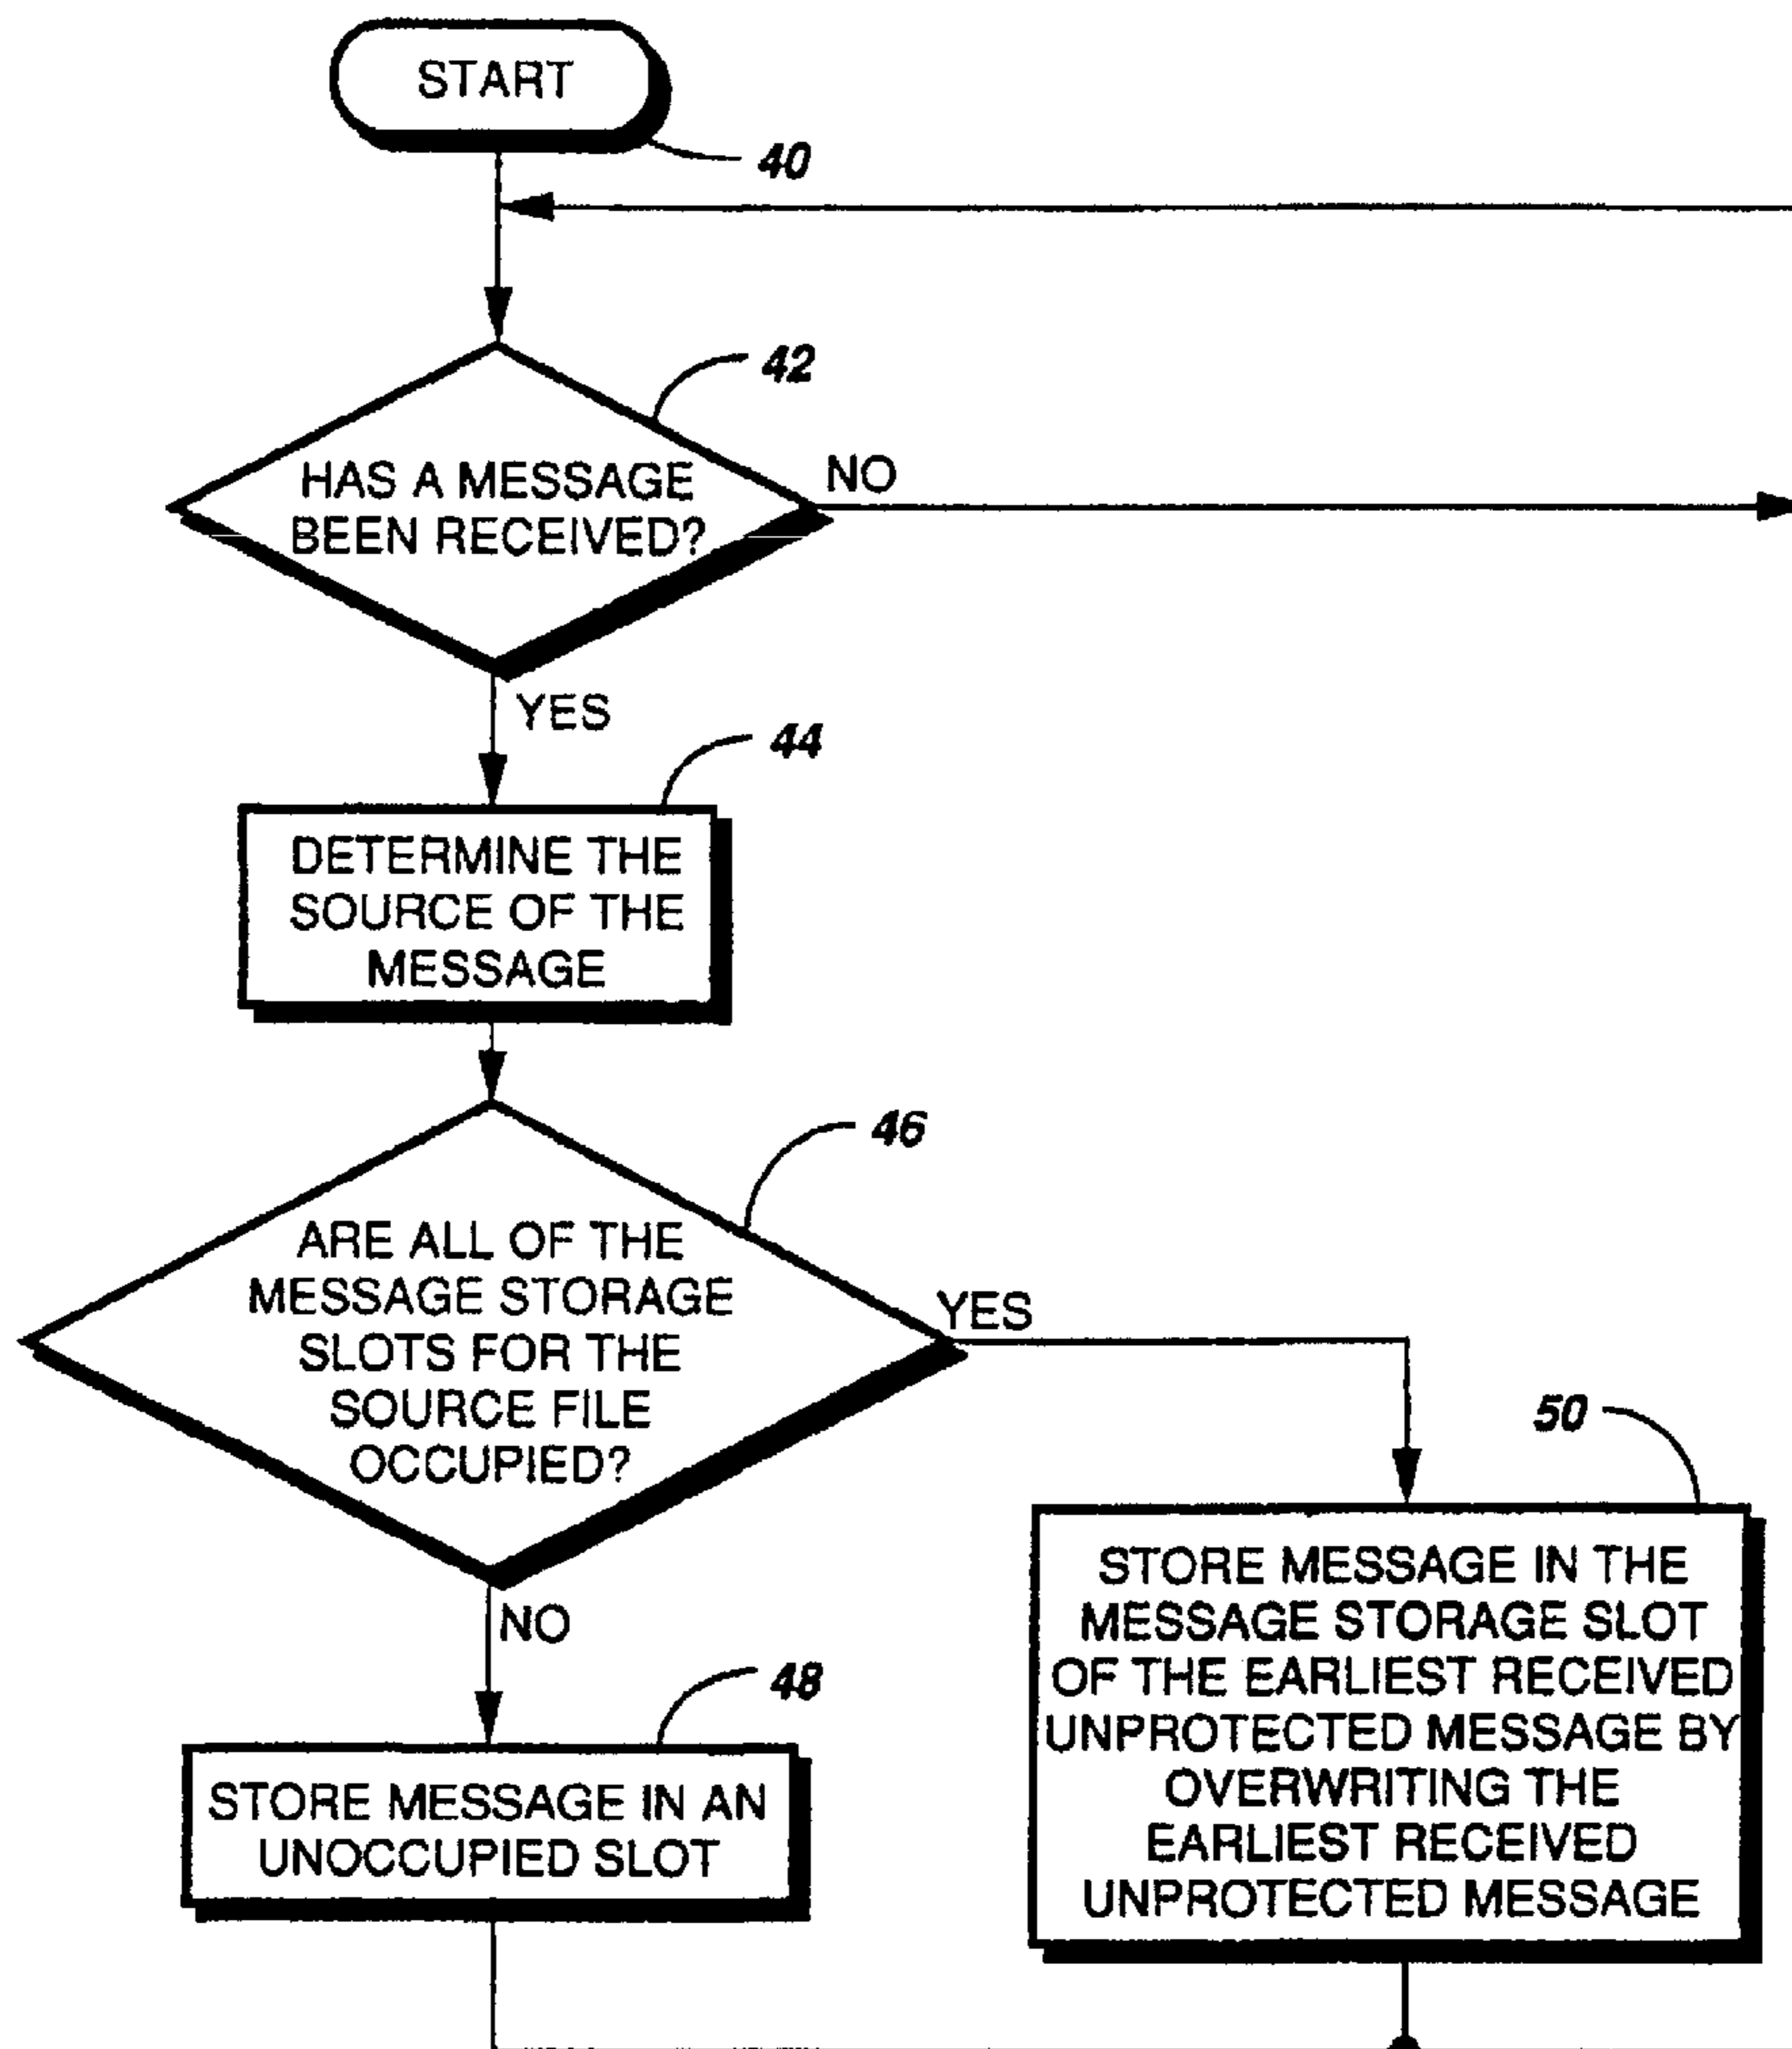 START
40
42
HAS A MESSAGE
BEEN RECEIVED?
NO
YES
44
DETERMINE THE
SOURCE OF THE
MESSAGE
46
ARE ALL OF THE
MESSAGE STORAGE
SLOTS FOR THE
SOURCE FILE
OCCUPIED?
YES
NO
50
STORE MESSAGE IN THE
MESSAGE STORAGE SLOT
OF THE EARLIEST RECEIVED
UNPROTECTED MESSAGE BY
OVERWRITING THE
EARLIEST RECEIVED
UNPROTECTED MESSAGE
48
STORE MESSAGE IN AN
UNOCCUPIED SLOT